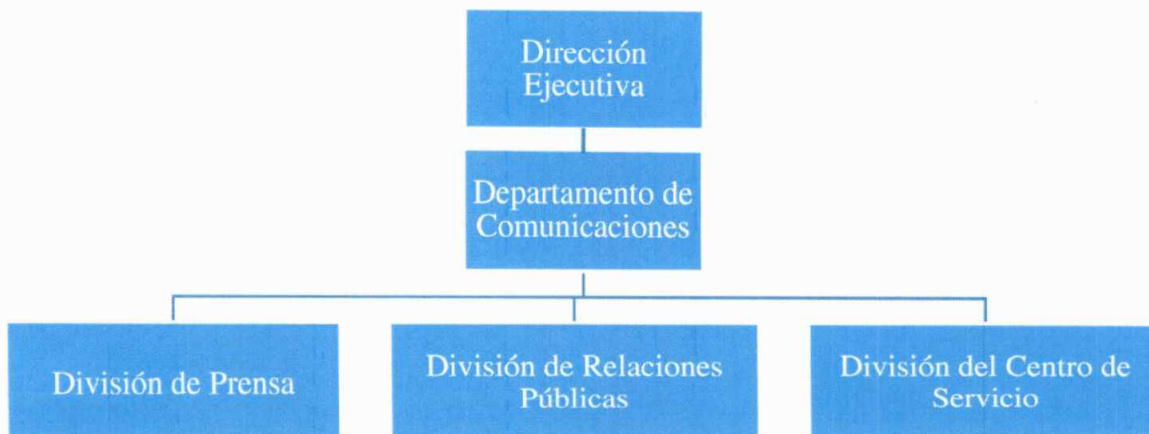 Dirección
Ejecutiva
Departamento de
Comunicaciones
División de Prensa
División de Relaciones
Públicas
División del Centro de
Servicio